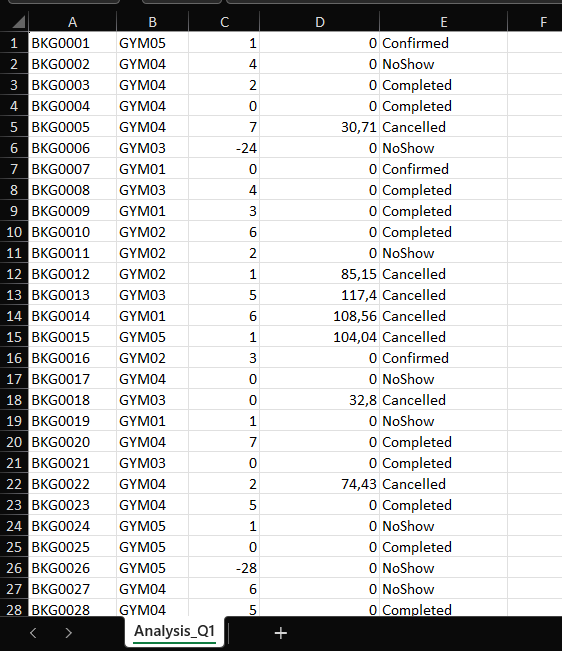 A B C D E F
1 BKG0001 GYM05 1 0 Confirmed
2 BKG0002 GYM04 4 0 NoShow
3 BKG0003 GYM04 2 0 Completed
4 BKG0004 GYM04 0 0 Completed
5 BKG0005 GYM04 7 30,71 Cancelled
6 BKG0006 GYM03 -24 0 NoShow
7 BKG0007 GYM01 0 0 Confirmed
8 BKG0008 GYM03 4 0 Completed
9 BKG0009 GYM01 3 0 Completed
10 BKG0010 GYM02 6 0 Completed
11 BKG0011 GYM02 2 0 NoShow
12 BKG0012 GYM02 1 85,15 Cancelled
13 BKG0013 GYM03 5 117,4 Cancelled
14 BKG0014 GYM01 6 108,56 Cancelled
15 BKG0015 GYM05 1 104,04 Cancelled
16 BKG0016 GYM02 3 0 Confirmed
17 BKG0017 GYM04 0 0 NoShow
18 BKG0018 GYM03 0 32,8 Cancelled
19 BKG0019 GYM01 1 0 NoShow
20 BKG0020 GYM04 7 0 Completed
21 BKG0021 GYM03 0 0 Completed
22 BKG0022 GYM04 2 74,43 Cancelled
23 BKG0023 GYM04 5 0 Completed
24 BKG0024 GYM05 1 0 NoShow
25 BKG0025 GYM05 0 0 Completed
26 BKG0026 GYM05 -28 0 NoShow
27 BKG0027 GYM04 6 0 NoShow
28 BKG0028 GYM04 5 0 Completed
Analysis_Q1